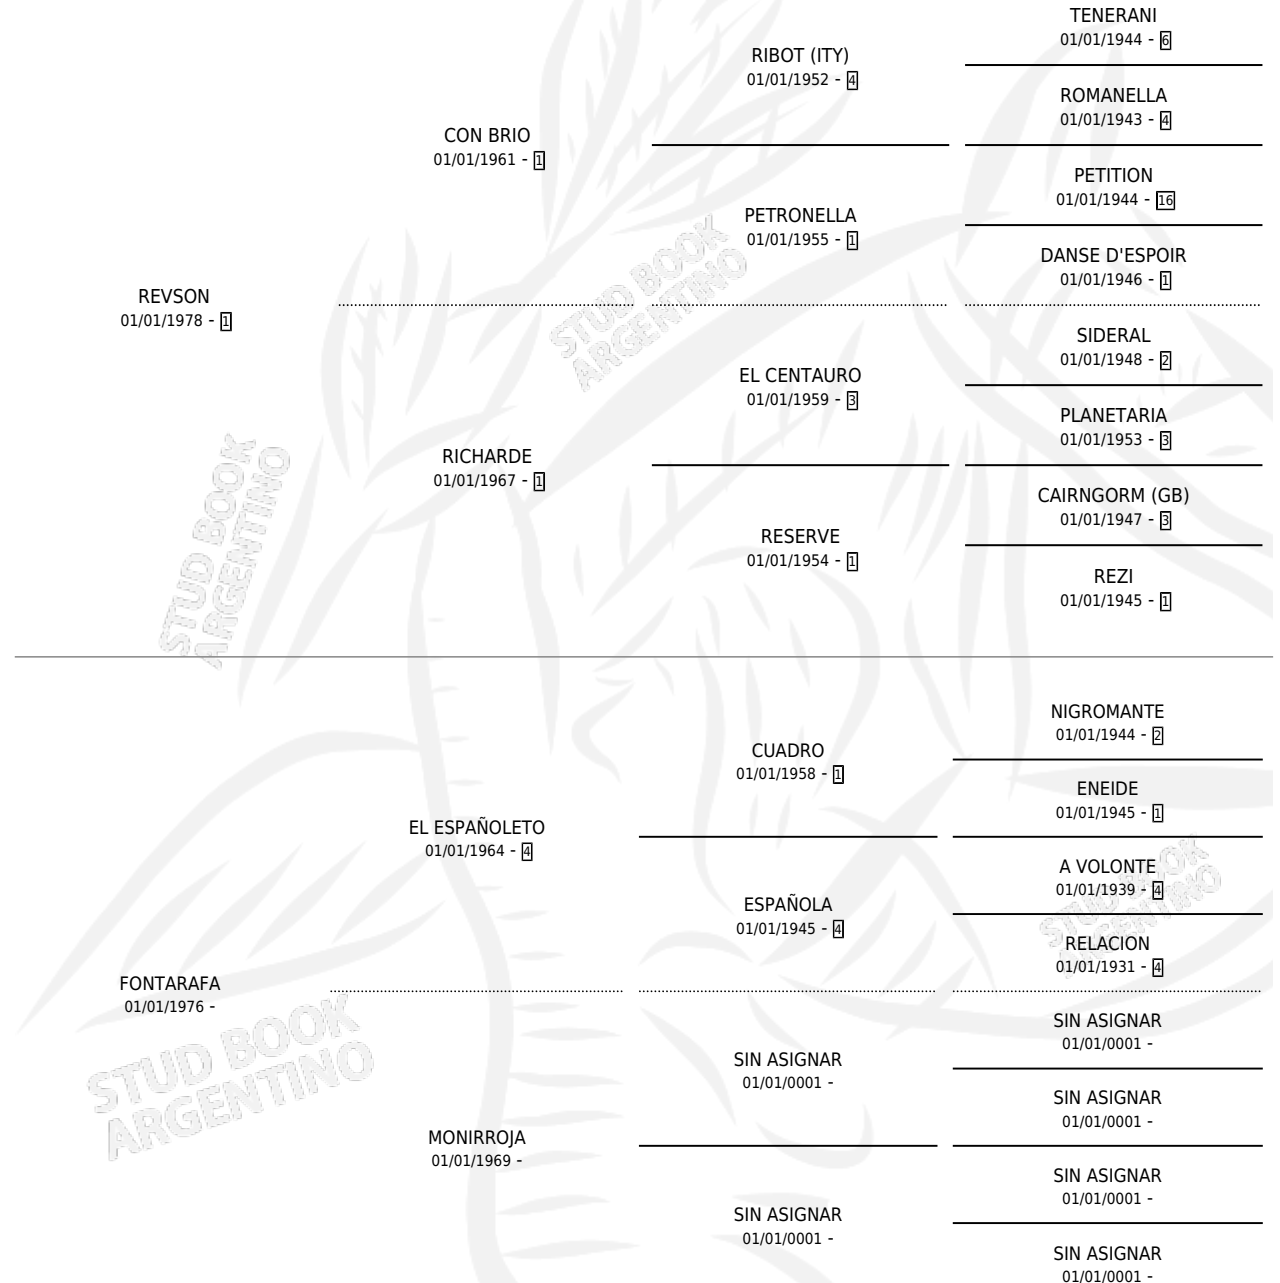 TENERANI
01/01/1944 - 6
RIBOT (ITY)
01/01/1952 - 4
ROMANELLA
01/01/1943 - 4
CON BRIO
01/01/1961 - 1
PETITION
01/01/1944 - 16
PETRONELLA
01/01/1955 - 1
DANSE D'ESPOIR
01/01/1946 - 1
REVSON
01/01/1978 - 1
SIDERAL
01/01/1948 - 2
EL CENTAURO
01/01/1959 - 3
PLANETARIA
01/01/1953 - 3
RICHARDE
01/01/1967 - 1
CAIRNGORM (GB)
01/01/1947 - 3
RESERVE
01/01/1954 - 1
REZI
01/01/1945 - 1
NIGROMANTE
01/01/1944 - 2
CUADRO
01/01/1958 - 1
ENEIDE
01/01/1945 - 1
EL ESPAÑOLETO
01/01/1964 - 4
A VOLONTE
01/01/1939 - 4
ESPAÑOLA
01/01/1945 - 4
RELACION
01/01/1931 - 4
FONTARAFA
01/01/1976 -
SIN ASIGNAR
01/01/0001 -
SIN ASIGNAR
01/01/0001 -
SIN ASIGNAR
01/01/0001 -
MONIRROJA
01/01/1969 -
SIN ASIGNAR
01/01/0001 -
SIN ASIGNAR
01/01/0001 -
SIN ASIGNAR
01/01/0001 -
STUD BOOK
ARGENTINO
STUD BOOK
ARGENTINO
STUD BOOK
ARGENTINO
STUD BOOK
ARGENTINO